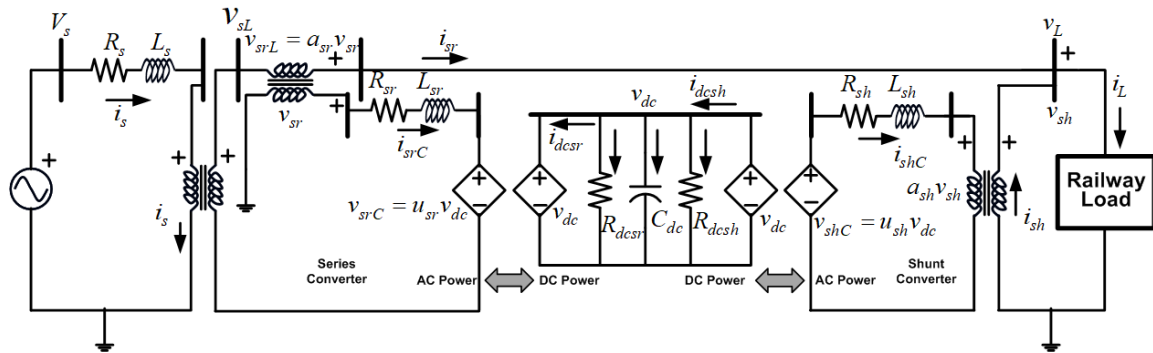 V_s
R_s
L_s
i_s
i_s
v_sL
v_srL = a_sr v_sr
v_sr
i_sr
R_sr
L_sr
i_srC
v_srC = u_sr v_dc
v_dc
i_dcsr
v_dc
i_dcsh
R_dcsr
C_dc
R_dcsh
v_dc
v_shC = u_sh v_dc
R_sh
L_sh
i_shC
a_sh v_sh
i_sh
v_L
v_sh
i_L
Railway
Load
Series
Converter
AC Power
DC Power
DC Power
AC Power
Shunt
Converter